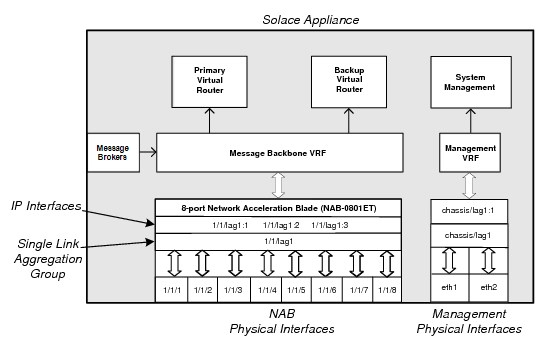 Solace Appliance
Primary
Virtual
Router
Backup
Virtual
Router
System
Management
Message
Brokers
Message Backbone VRF
Management
VRF
IP Interfaces
8-port Network Acceleration Blade (NAB-0801ET)
1/1/lag1:1 1/1/lag1:2 1/1/lag1:3
chassis/lag1:1
Single Link
Aggregation
Group
1/1/lag1
chassis/lag1
1/1/1 1/1/2 1/1/3 1/1/4 1/1/5 1/1/6 1/1/7 1/1/8
eth1 eth2
NAB
Physical Interfaces
Management
Physical Interfaces